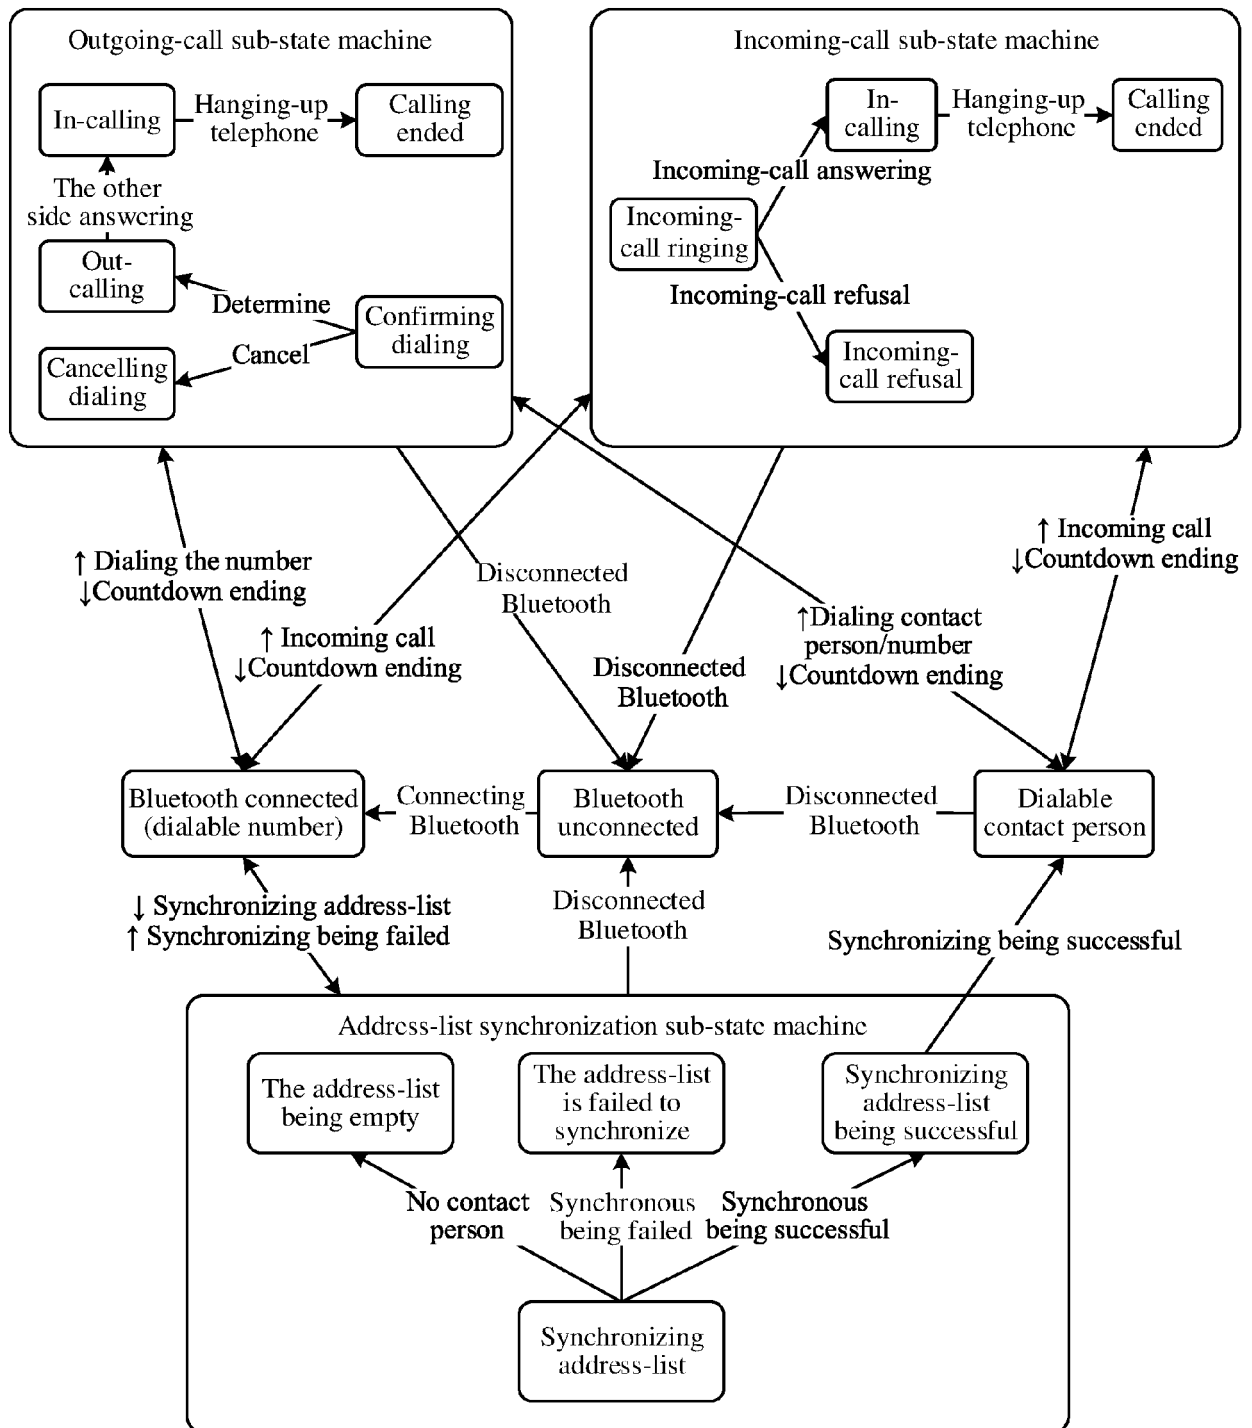 Outgoing-call sub-state machine
In-calling
Hanging-up
telephone
Calling
ended
The other
side answering
Out-
calling
Determine
Confirming
dialing
Cancel
Cancelling
dialing
Incoming-call sub-state machine
In-
calling
Hanging-up
telephone
Calling
ended
Incoming-call answering
Incoming-
call ringing
Incoming-call refusal
Incoming-
call refusal
↑ Dialing the number
↓Countdown ending
↑ Incoming call
↓Countdown ending
Disconnected
Bluetooth
Disconnected
Bluetooth
↑Dialing contact
person/number
↓Countdown ending
↑ Incoming call
↓Countdown ending
Bluetooth connected
(dialable number)
Connecting
Bluetooth
Bluetooth
unconnected
Disconnected
Bluetooth
Dialable
contact person
↓ Synchronizing address-list
↑ Synchronizing being failed
Disconnected
Bluetooth
Synchronizing being successful
Address-list synchronization sub-state machine
The address-list
being empty
The address-list
is failed to
synchronize
Synchronizing
address-list
being successful
No contact
person
Synchronous
being failed
Synchronous
being successful
Synchronizing
address-list